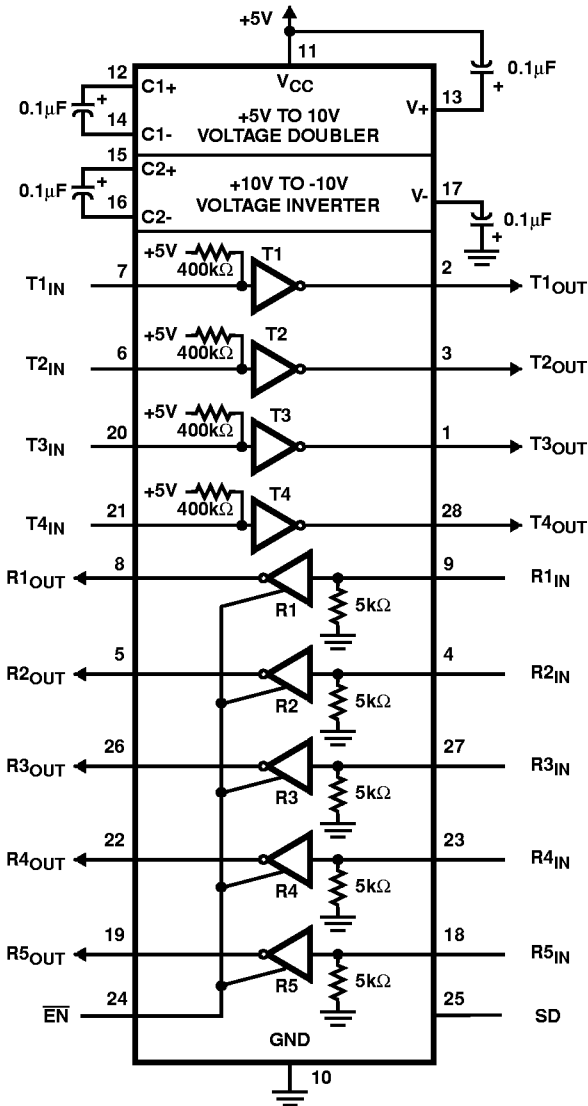 +5V
11
12
C1+
VCC
0.1μF
+
0.1μF
+
13
V+
14
C1-
+5V TO 10V
VOLTAGE DOUBLER
15
C2+
0.1μF
+
+10V TO -10V
VOLTAGE INVERTER
17
V-
16
C2-
0.1μF
+
+5V
400kΩ
T1
T1IN
7
2
T1OUT
+5V
400kΩ
T2
T2IN
6
3
T2OUT
+5V
400kΩ
T3
T3IN
20
1
T3OUT
+5V
400kΩ
T4
T4IN
21
28
T4OUT
R1OUT
8
9
R1IN
R1
5kΩ
R2OUT
5
4
R2IN
R2
5kΩ
R3OUT
26
27
R3IN
R3
5kΩ
R4OUT
22
23
R4IN
R4
5kΩ
R5OUT
19
18
R5IN
R5
5kΩ
EN
24
25
SD
GND
10